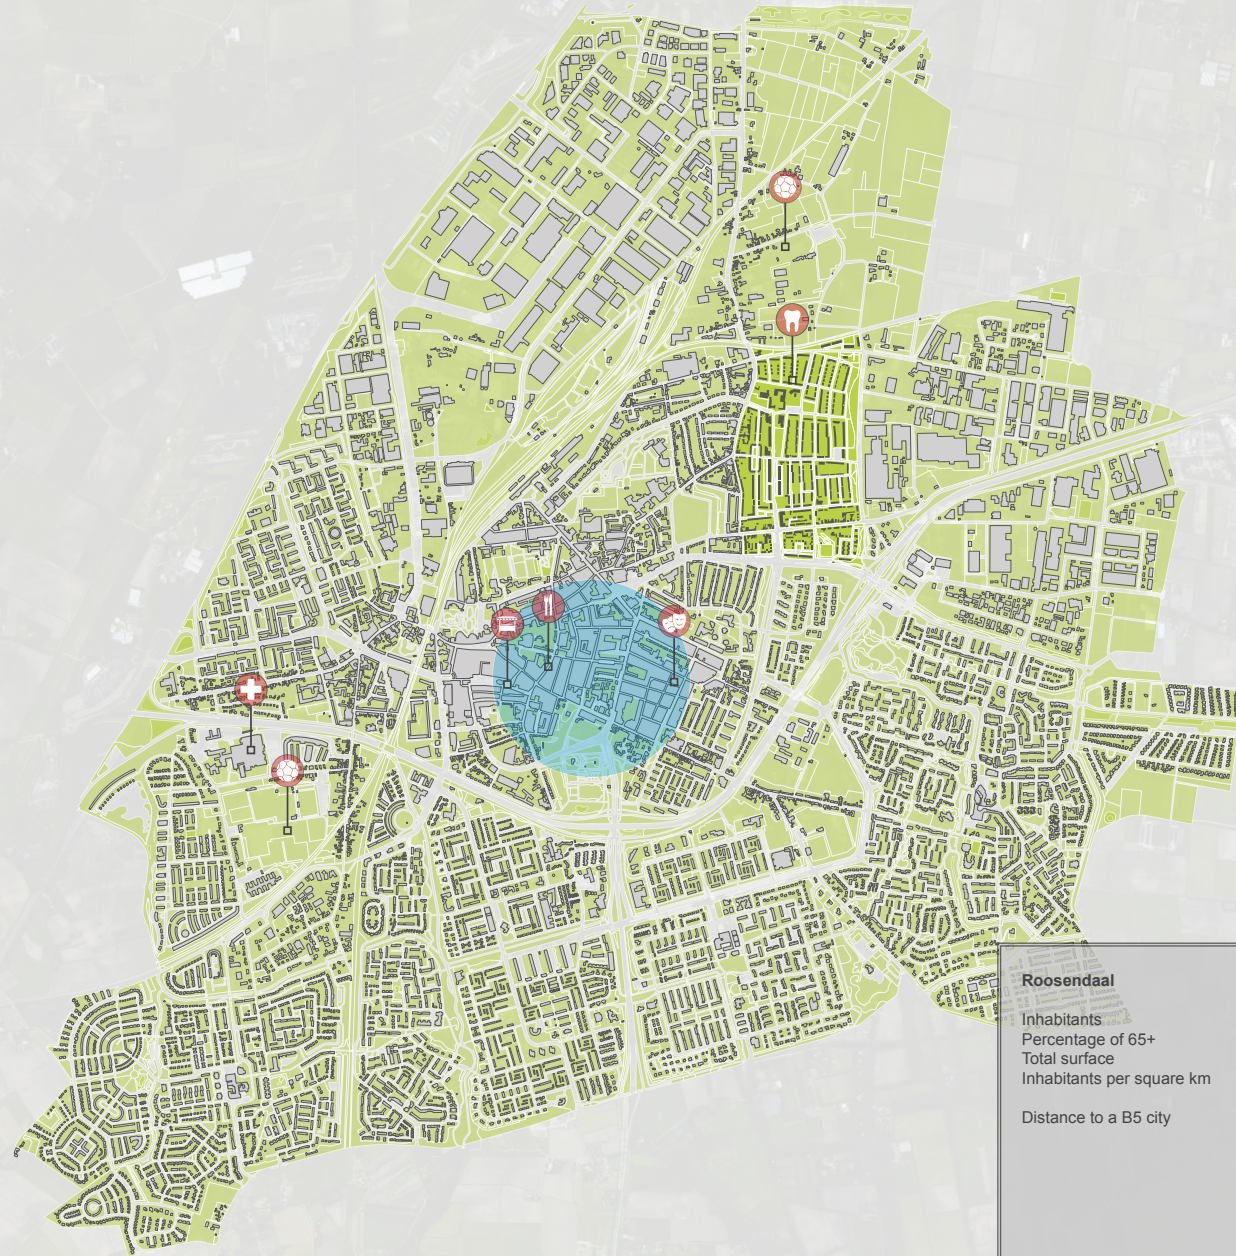 Roosendaal
Inhabitants
Percentage of 65+
Total surface
Inhabitants per square km
Distance to a B5 city